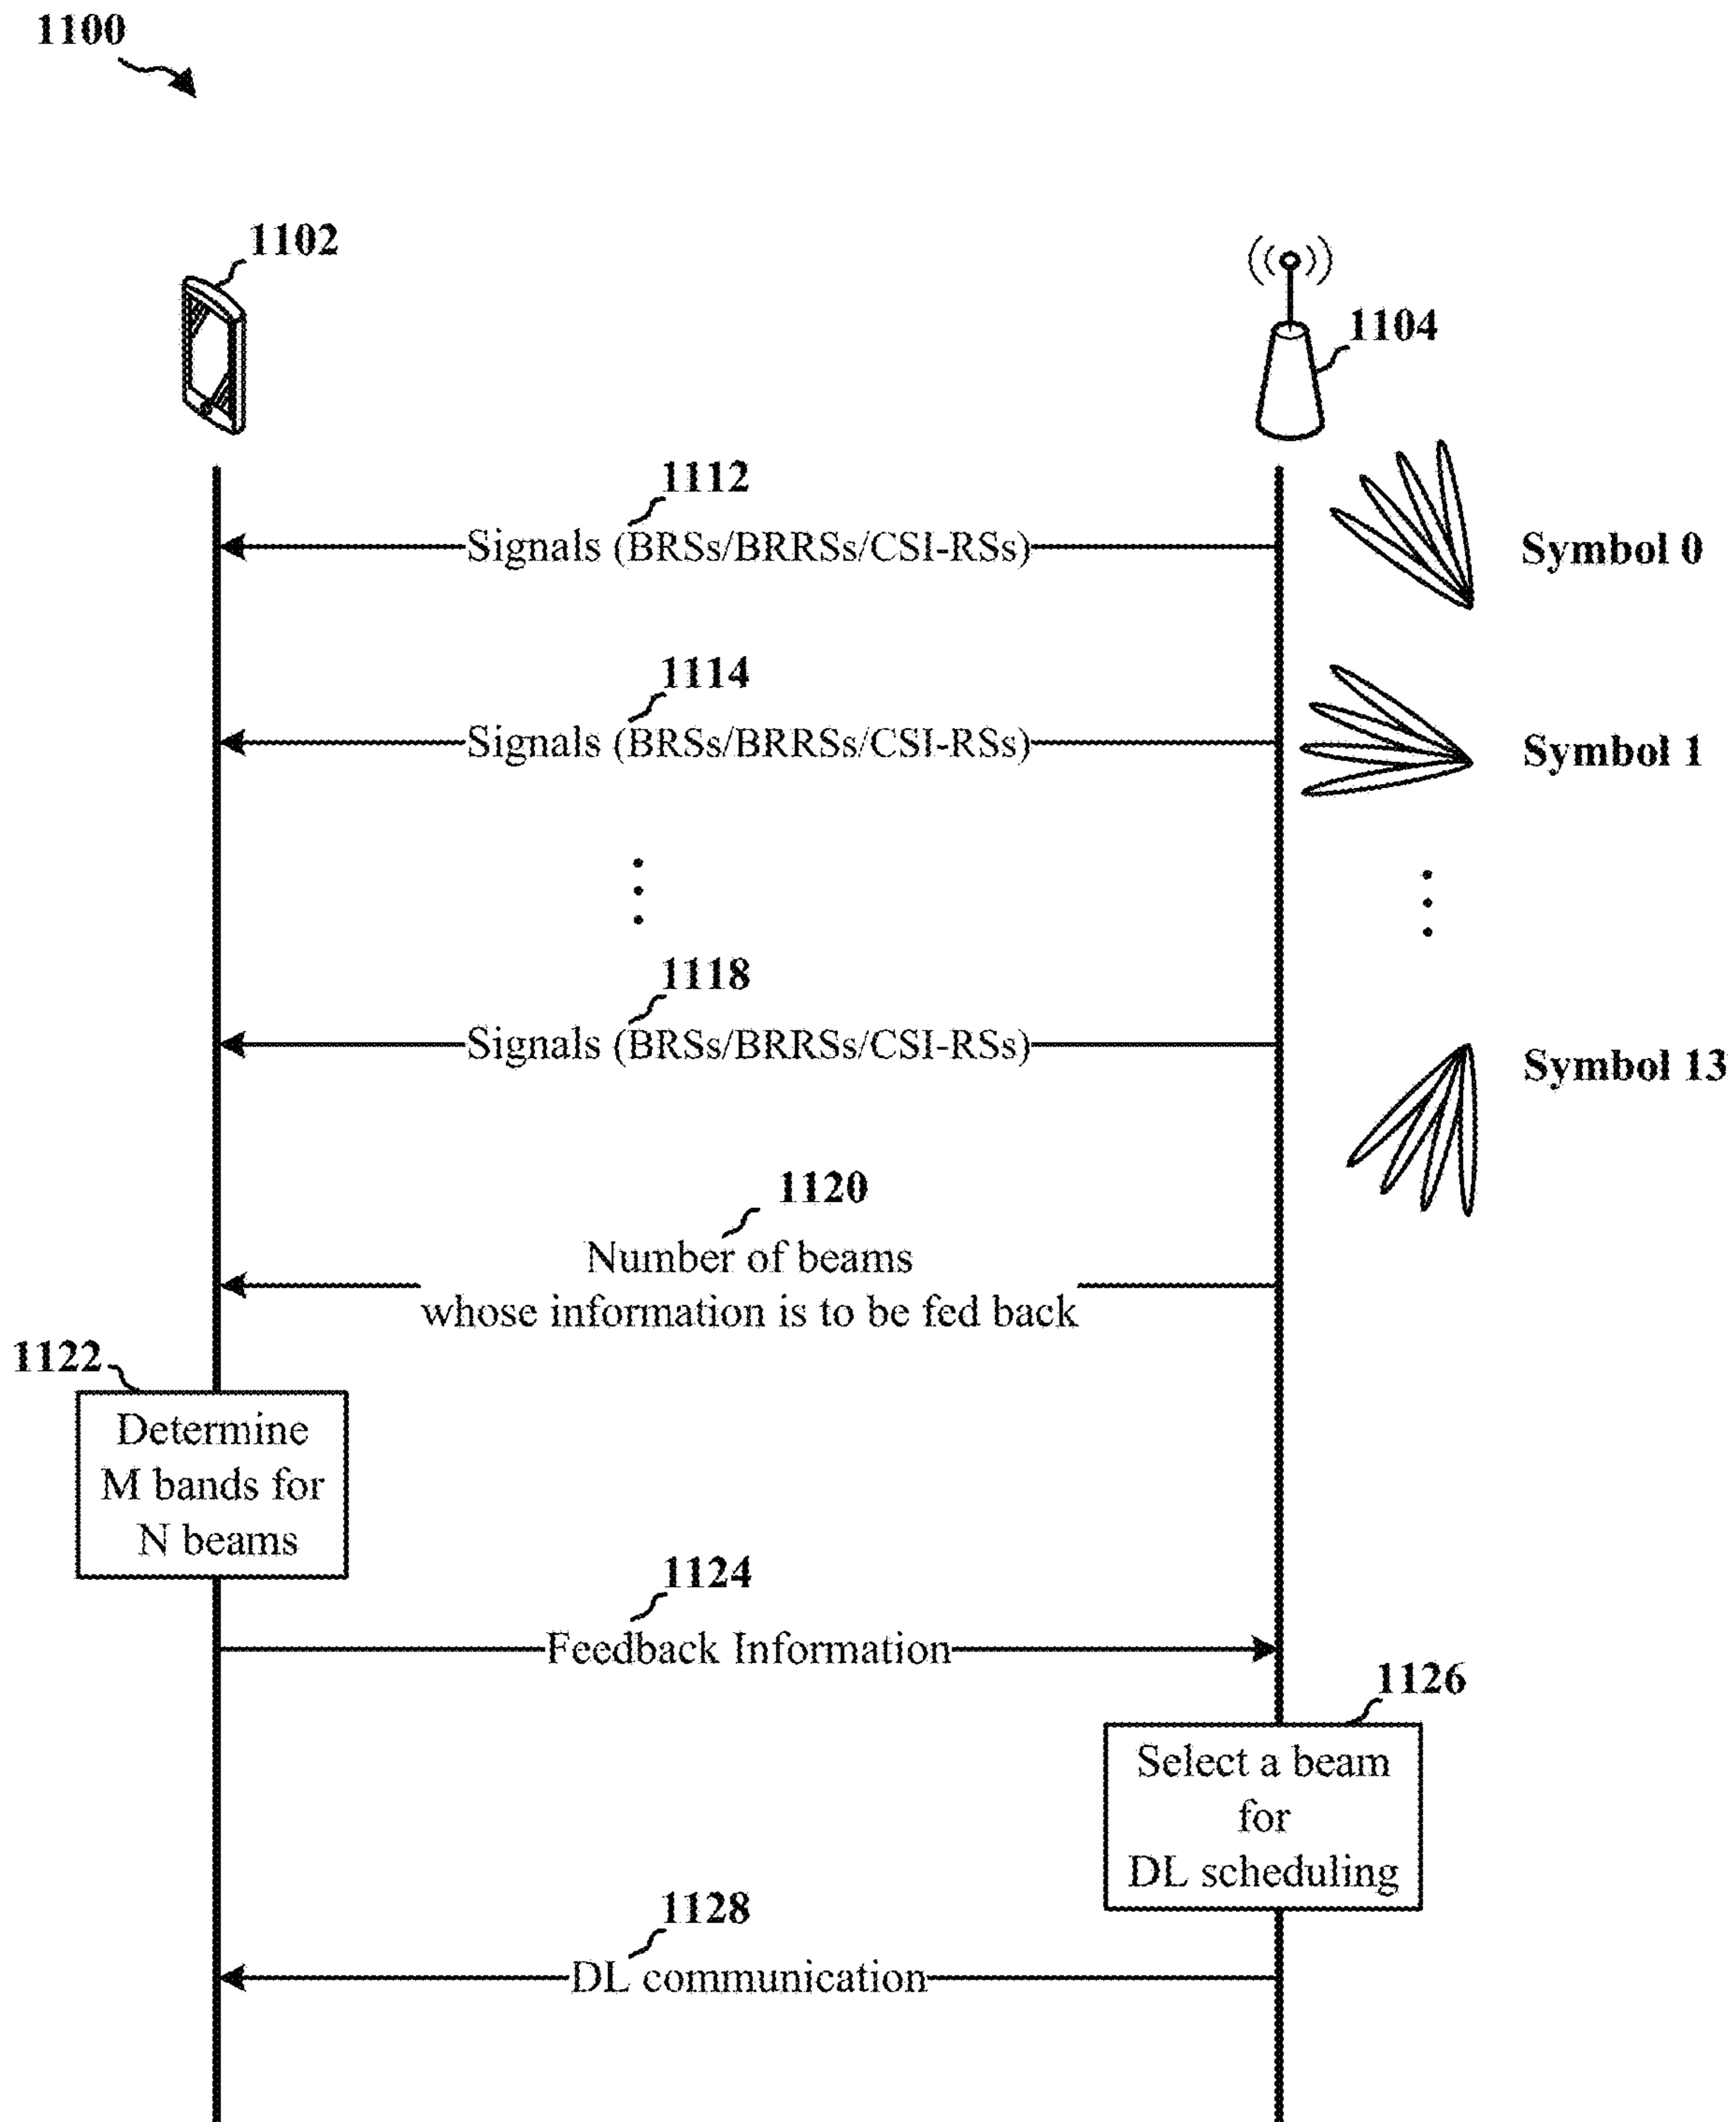 1100
1102
1104
1112
Signals (BRSs/BRRSs/CSI-RSs)
Symbol 0
1114
Signals (BRSs/BRRSs/CSI-RSs)
Symbol 1
1118
Signals (BRSs/BRRSs/CSI-RSs)
Symbol 13
1120
Number of beams
whose information is to be fed back
1122
Determine
M bands for
N beams
1124
Feedback Information
1126
Select a beam
for
DL scheduling
1128
DL communication